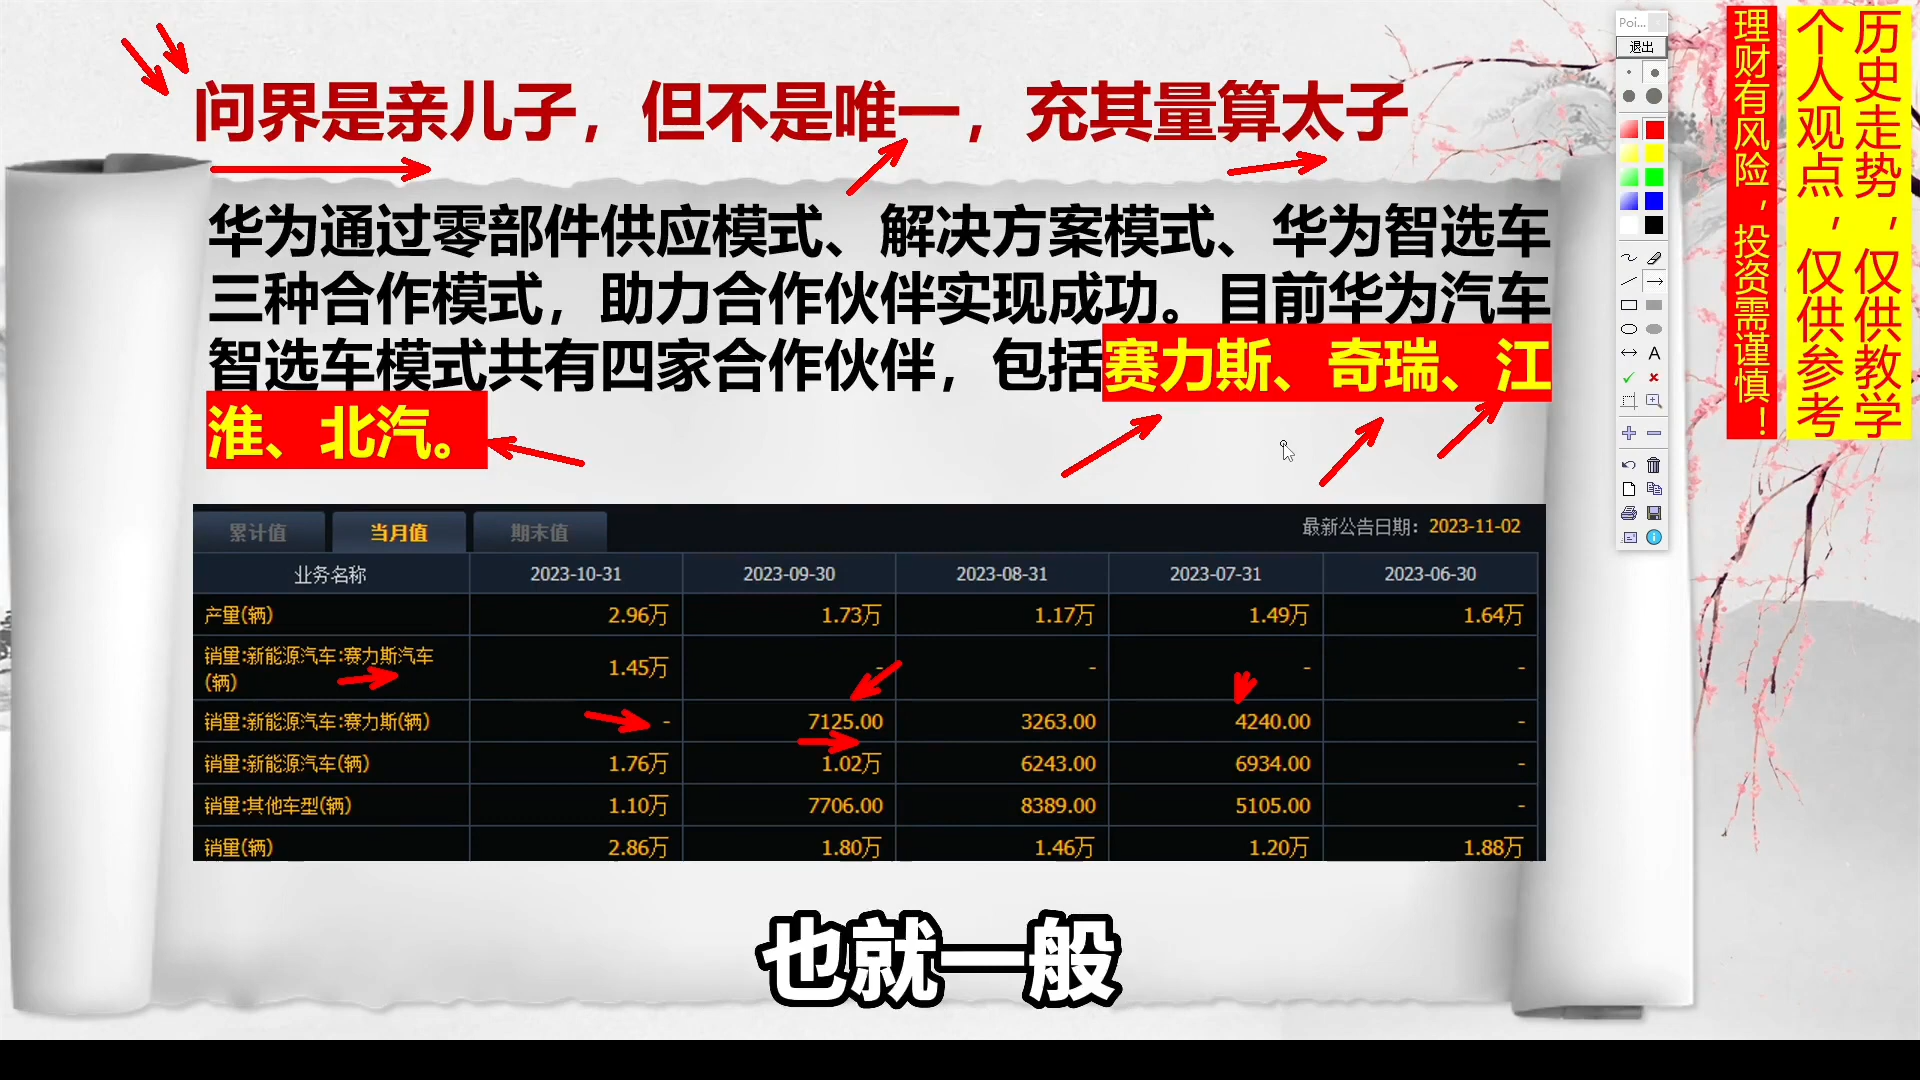 问界是亲儿子，但不是唯一，充其量算太子
华为通过零部件供应模式、解决方案模式、华为智选车
三种合作模式，助力合作伙伴实现成功。目前华为汽车
智选车模式共有四家合作伙伴，包括赛力斯、奇瑞、江
淮、北汽。
累计值 当月值 期末值 最新公告日期：2023-11-02
业务名称 2023-10-31 2023-09-30 2023-08-31 2023-07-31 2023-06-30
产量(辆) 2.96万 1.73万 1.17万 1.49万 1.64万
销量:新能源汽车:赛力斯汽车
(辆) 1.45万 - - - -
销量:新能源汽车:赛力斯(辆) - 7125.00 3263.00 4240.00 -
销量:新能源汽车(辆) 1.76万 1.02万 6243.00 6934.00 -
销量:其他车型(辆) 1.10万 7706.00 8389.00 5105.00 -
销量(辆) 2.86万 1.80万 1.46万 1.20万 1.88万
也就一般
Poi...
退出
A
历史走势，仅供教学
个人观点，仅供参考
理财有风险，投资需谨慎！